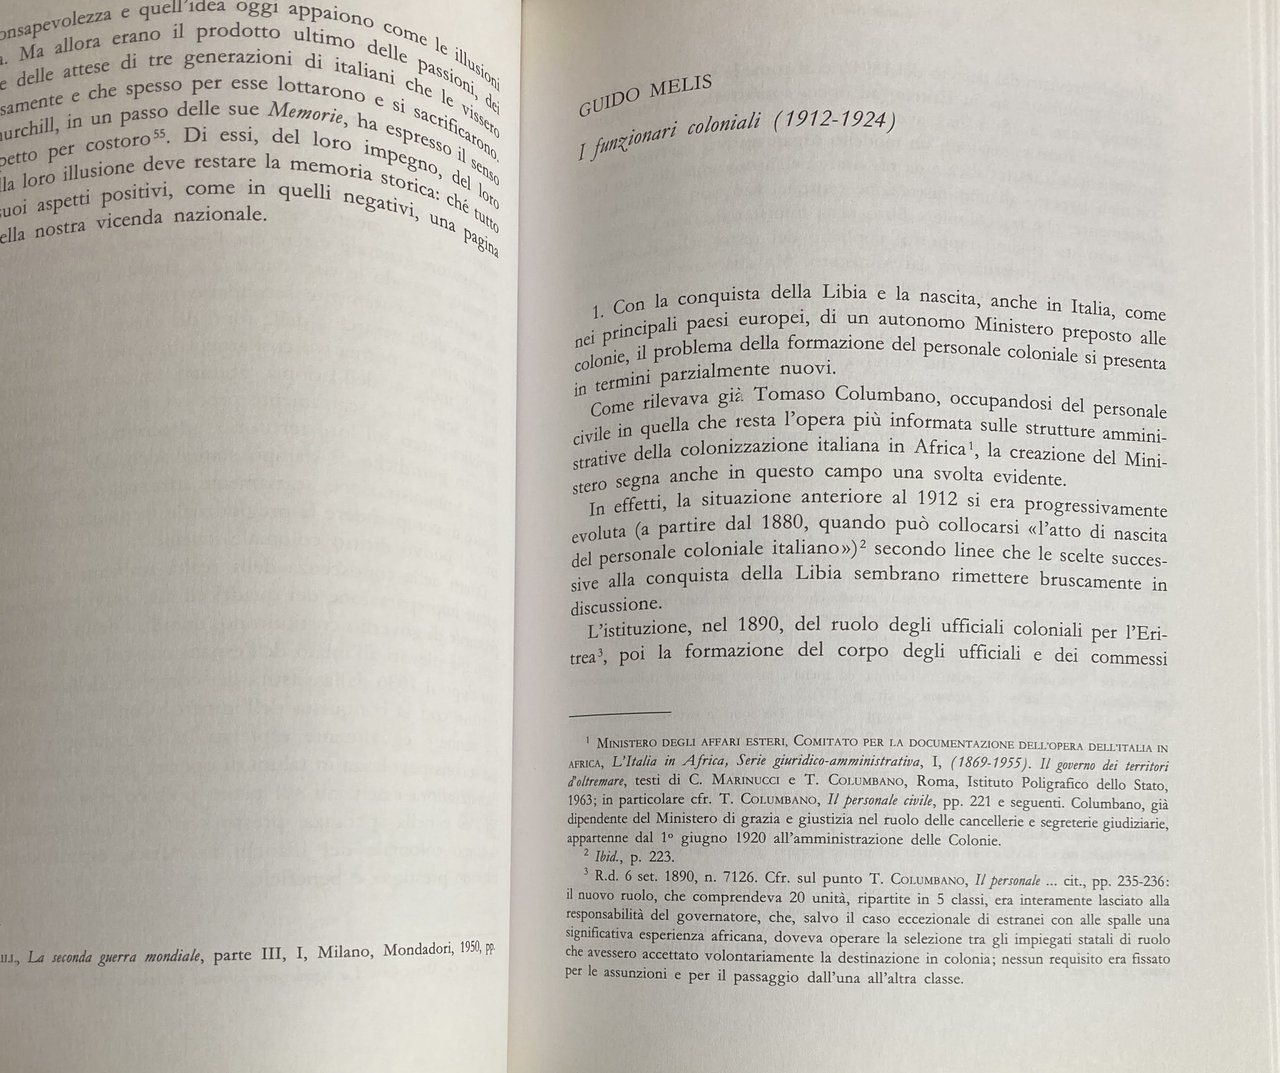 consapevolezza e quell'idea oggi appaiono come le illusioni
. Ma allora erano il prodotto ultimo delle passioni, dei
e delle attese di tre generazioni di italiani che le vissero
e che spesso per esse lottarono e si sacrificarono.
in un passo delle sue Memorie, ha espresso il senso
per costoro⁵⁵. Di essi, del loro impegno, del loro
loro illusione deve restare la memoria storica: ché tutto
suoi aspetti positivi, come in quelli negativi, una pagina
nostra vicenda nazionale.
La seconda guerra mondiale, parte III, I, Milano, Mondadori, 1950, pp.
GUIDO MELIS
I funzionari coloniali (1912-1924)
1. Con la conquista della Libia e la nascita, anche in Italia, come
nei principali paesi europei, di un autonomo Ministero preposto alle
colonie, il problema della formazione del personale coloniale si presenta
in termini parzialmente nuovi.
Come rilevava già Tomaso Columbano, occupandosi del personale
civile in quella che resta l'opera più informata sulle strutture ammini-
strative della colonizzazione italiana in Africa¹, la creazione del Mini-
stero segna anche in questo campo una svolta evidente.
In effetti, la situazione anteriore al 1912 si era progressivamente
evoluta (a partire dal 1880, quando può collocarsi «l'atto di nascita
del personale coloniale italiano»)² secondo linee che le scelte succes-
sive alla conquista della Libia sembrano rimettere bruscamente in
discussione.
L'istituzione, nel 1890, del ruolo degli ufficiali coloniali per l'Eri-
trea³, poi la formazione del corpo degli ufficiali e dei commessi
¹ MINISTERO DEGLI AFFARI ESTERI, COMITATO PER LA DOCUMENTAZIONE DELL'OPERA DELL'ITALIA IN
AFRICA, L'Italia in Africa, Serie giuridico-amministrativa, I, (1869-1955). Il governo dei territori
d'oltremare, testi di C. MARINUCCI e T. COLUMBANO, Roma, Istituto Poligrafico dello Stato,
1963; in particolare cfr. T. COLUMBANO, Il personale civile, pp. 221 e seguenti. Columbano, già
dipendente del Ministero di grazia e giustizia nel ruolo delle cancellerie e segreterie giudiziarie,
appartenne dal 1° giugno 1920 all'amministrazione delle Colonie.
² Ibid., p. 223.
³ R.d. 6 set. 1890, n. 7126. Cfr. sul punto T. COLUMBANO, Il personale ... cit., pp. 235-236:
il nuovo ruolo, che comprendeva 20 unità, ripartite in 5 classi, era interamente lasciato alla
responsabilità del governatore, che, salvo il caso eccezionale di estranei con alle spalle una
significativa esperienza africana, doveva operare la selezione tra gli impiegati statali di ruolo
che avessero accettato volontariamente la destinazione in colonia; nessun requisito era fissato
per le assunzioni e per il passaggio dall'una all'altra classe.